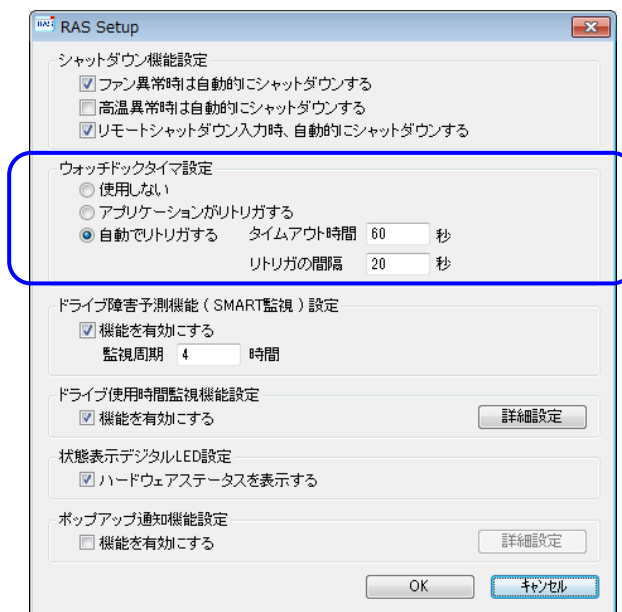 RAS RAS Setup
シャットダウン機能設定
ファン異常時は自動的にシャットダウンする
高温異常時は自動的にシャットダウンする
リモートシャットダウン入力時、自動的にシャットダウンする
ウォッチドックタイマ設定
使用しない
アプリケーションがリトリガする
自動でリトリガする タイムアウト時間 60 秒
リトリガの間隔 20 秒
ドライブ障害予測機能（SMART監視）設定
機能を有効にする
監視周期 4 時間
ドライブ使用時間監視機能設定
機能を有効にする 詳細設定
状態表示デジタルLED設定
ハードウェアステータスを表示する
ポップアップ通知機能設定
機能を有効にする 詳細設定
OK キャンセル